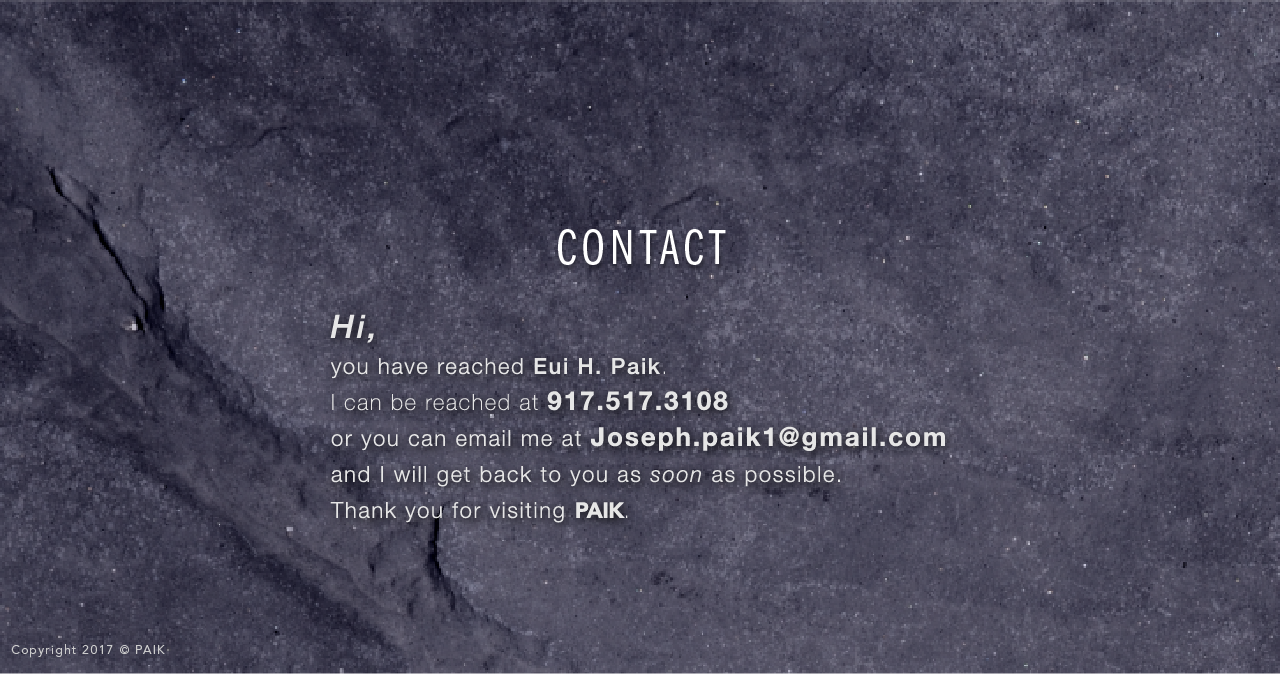 CONTACT
Hi,
you have reached Eui H. Paik.
I can be reached at 917.517.3108
or you can email me at Joseph.paik1@gmail.com
and I will get back to you as soon as possible.
Thank you for visiting PAIK.
Copyright 2017 © PAIK